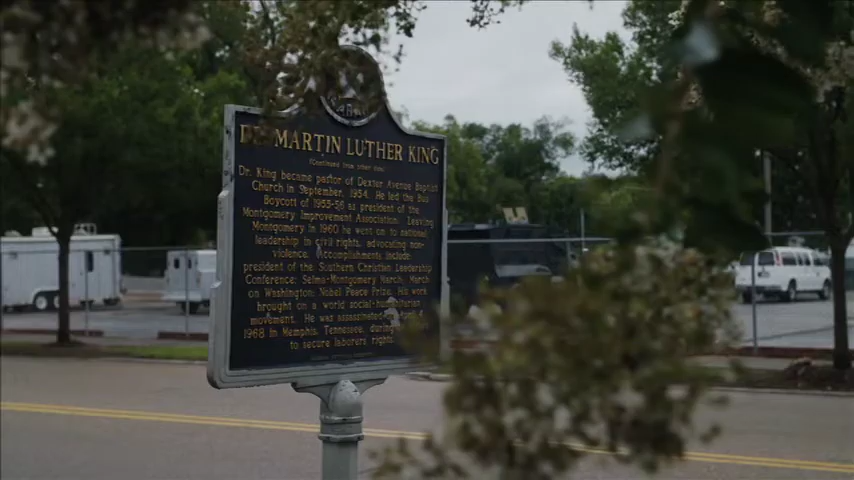 DR. MARTIN LUTHER KING
(Continued from other side)
Dr. King became pastor of Dexter Avenue Baptist
Church in September, 1954. He led the Bus
Boycott of 1955-56 as president of the
Montgomery Improvement Association. Leaving
Montgomery in 1960 he went on to national
leadership in civil rights, advocating non-
violence. Accomplishments include:
president of the Southern Christian Leadership
Conference; Selma-Montgomery March; March
on Washington; Nobel Peace Prize. His work
brought on a world social-humanitarian
movement. He was assassinated April 4,
1968 in Memphis, Tennessee, during
to secure laborers' rights.